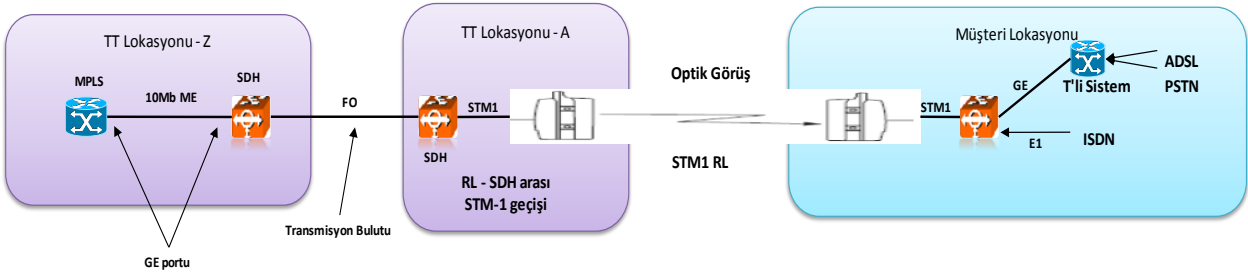 TT Lokasyonu - Z
MPLS
10Mb ME
SDH
GE portu
FO
Transmisyon Bulutu
TT Lokasyonu - A
STM1
SDH
RL - SDH arası
STM-1 geçişi
Optik Görüş
STM1 RL
Müşteri Lokasyonu
STM1
GE
T'li Sistem
ADSL
PSTN
E1
ISDN